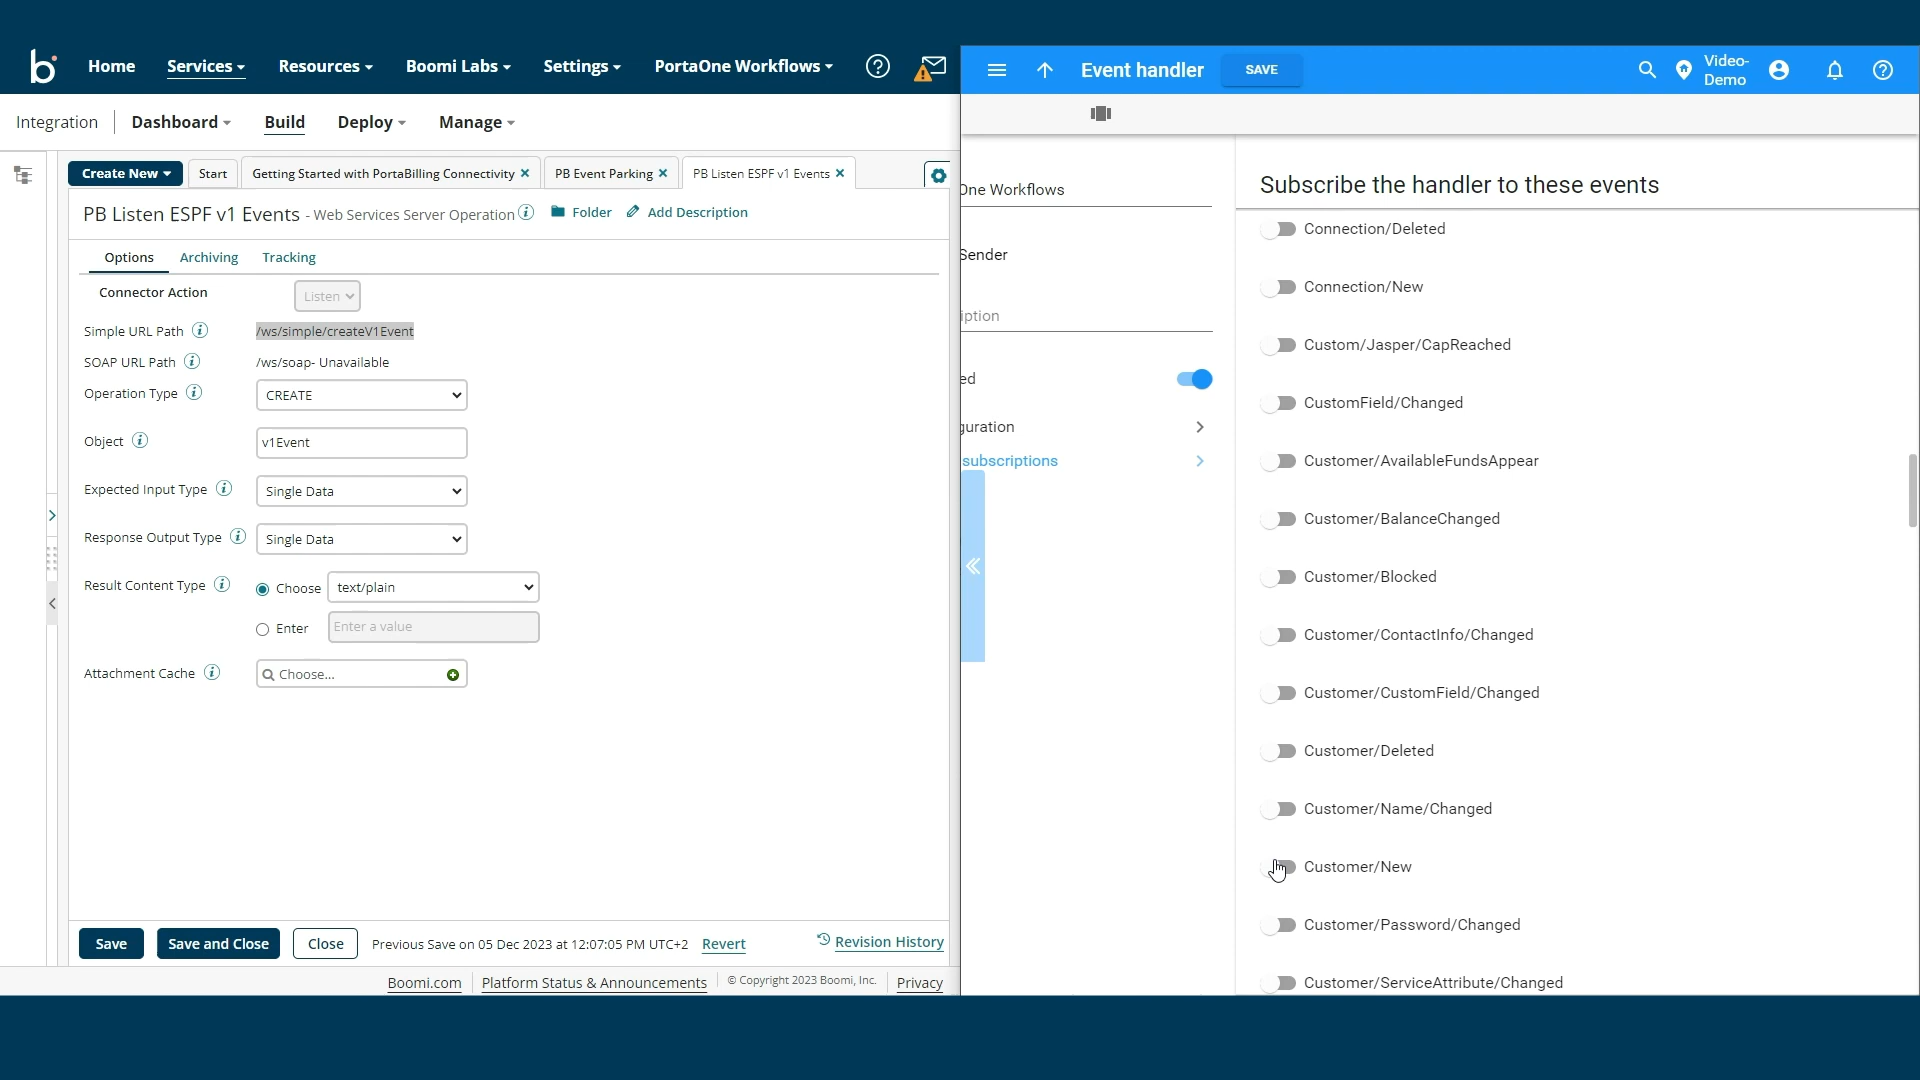 b Home Services Resources Boomi Labs Settings PortaOne Workflows
Integration Dashboard Build Deploy Manage
Create New Start Getting Started with PortaBilling Connectivity PB Event Parking PB Listen ESPF v1 Events
PB Listen ESPF v1 Events - Web Services Server Operation Folder Add Description
Options Archiving Tracking
Connector Action Listen
Simple URL Path /ws/simple/createV1Event
SOAP URL Path /ws/soap- Unavailable
Operation Type CREATE
Object v1Event
Expected Input Type Single Data
Response Output Type Single Data
Result Content Type Choose text/plain
Enter Enter a value
Attachment Cache Choose...
Save Save and Close Close Previous Save on 05 Dec 2023 at 12:07:05 PM UTC+2 Revert Revision History
Boomi.com Platform Status & Announcements © Copyright 2023 Boomi, Inc. Privacy
Event handler SAVE Video-
Demo
One Workflows
Sender
iption
ed
guration
subscriptions
Subscribe the handler to these events
Connection/Deleted
Connection/New
Custom/Jasper/CapReached
CustomField/Changed
Customer/AvailableFundsAppear
Customer/BalanceChanged
Customer/Blocked
Customer/ContactInfo/Changed
Customer/CustomField/Changed
Customer/Deleted
Customer/Name/Changed
Customer/New
Customer/Password/Changed
Customer/ServiceAttribute/Changed